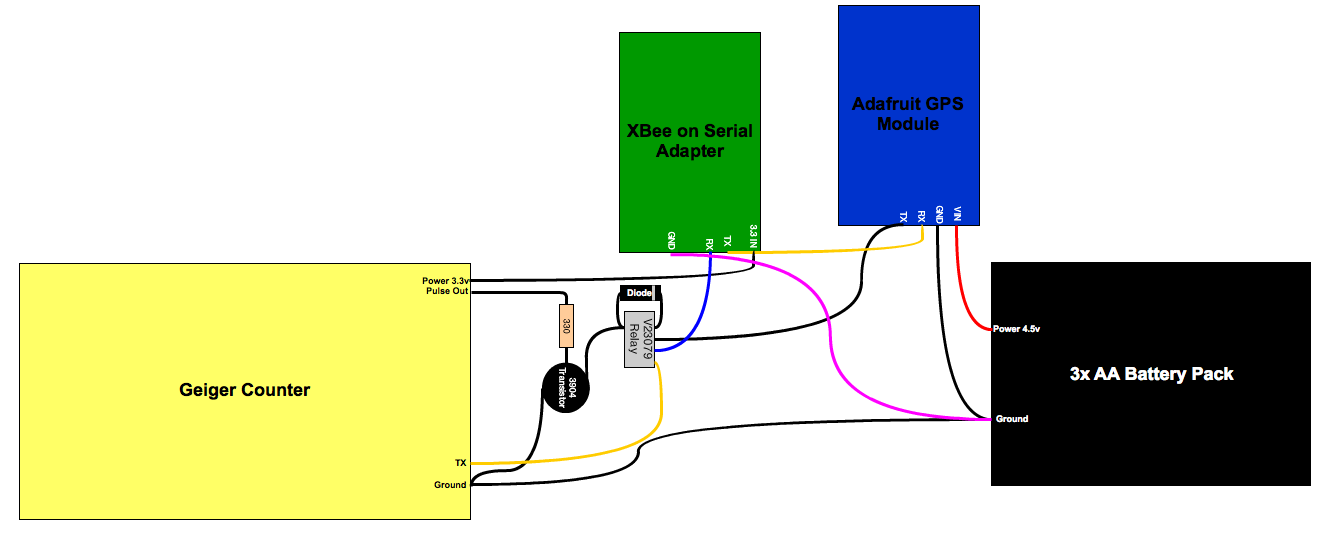 XBee on Serial
Adapter
GND
RX
TX
3.3 IN
Adafruit GPS
Module
TX
RX
GND
VIN
Geiger Counter
Power 3.3v
Pulse Out
TX
Ground
330
3904
Transistor
Diode
V23079
Relay
3x AA Battery Pack
Power 4.5v
Ground